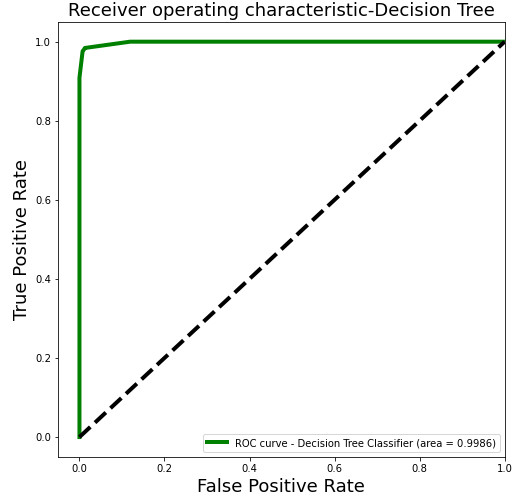 Receiver operating characteristic-Decision Tree
True Positive Rate
1.0
0.8
0.6
0.4
0.2
0.0
ROC curve - Decision Tree Classifier (area = 0.9986)
0.0 0.2 0.4 0.6 0.8 1.0
False Positive Rate